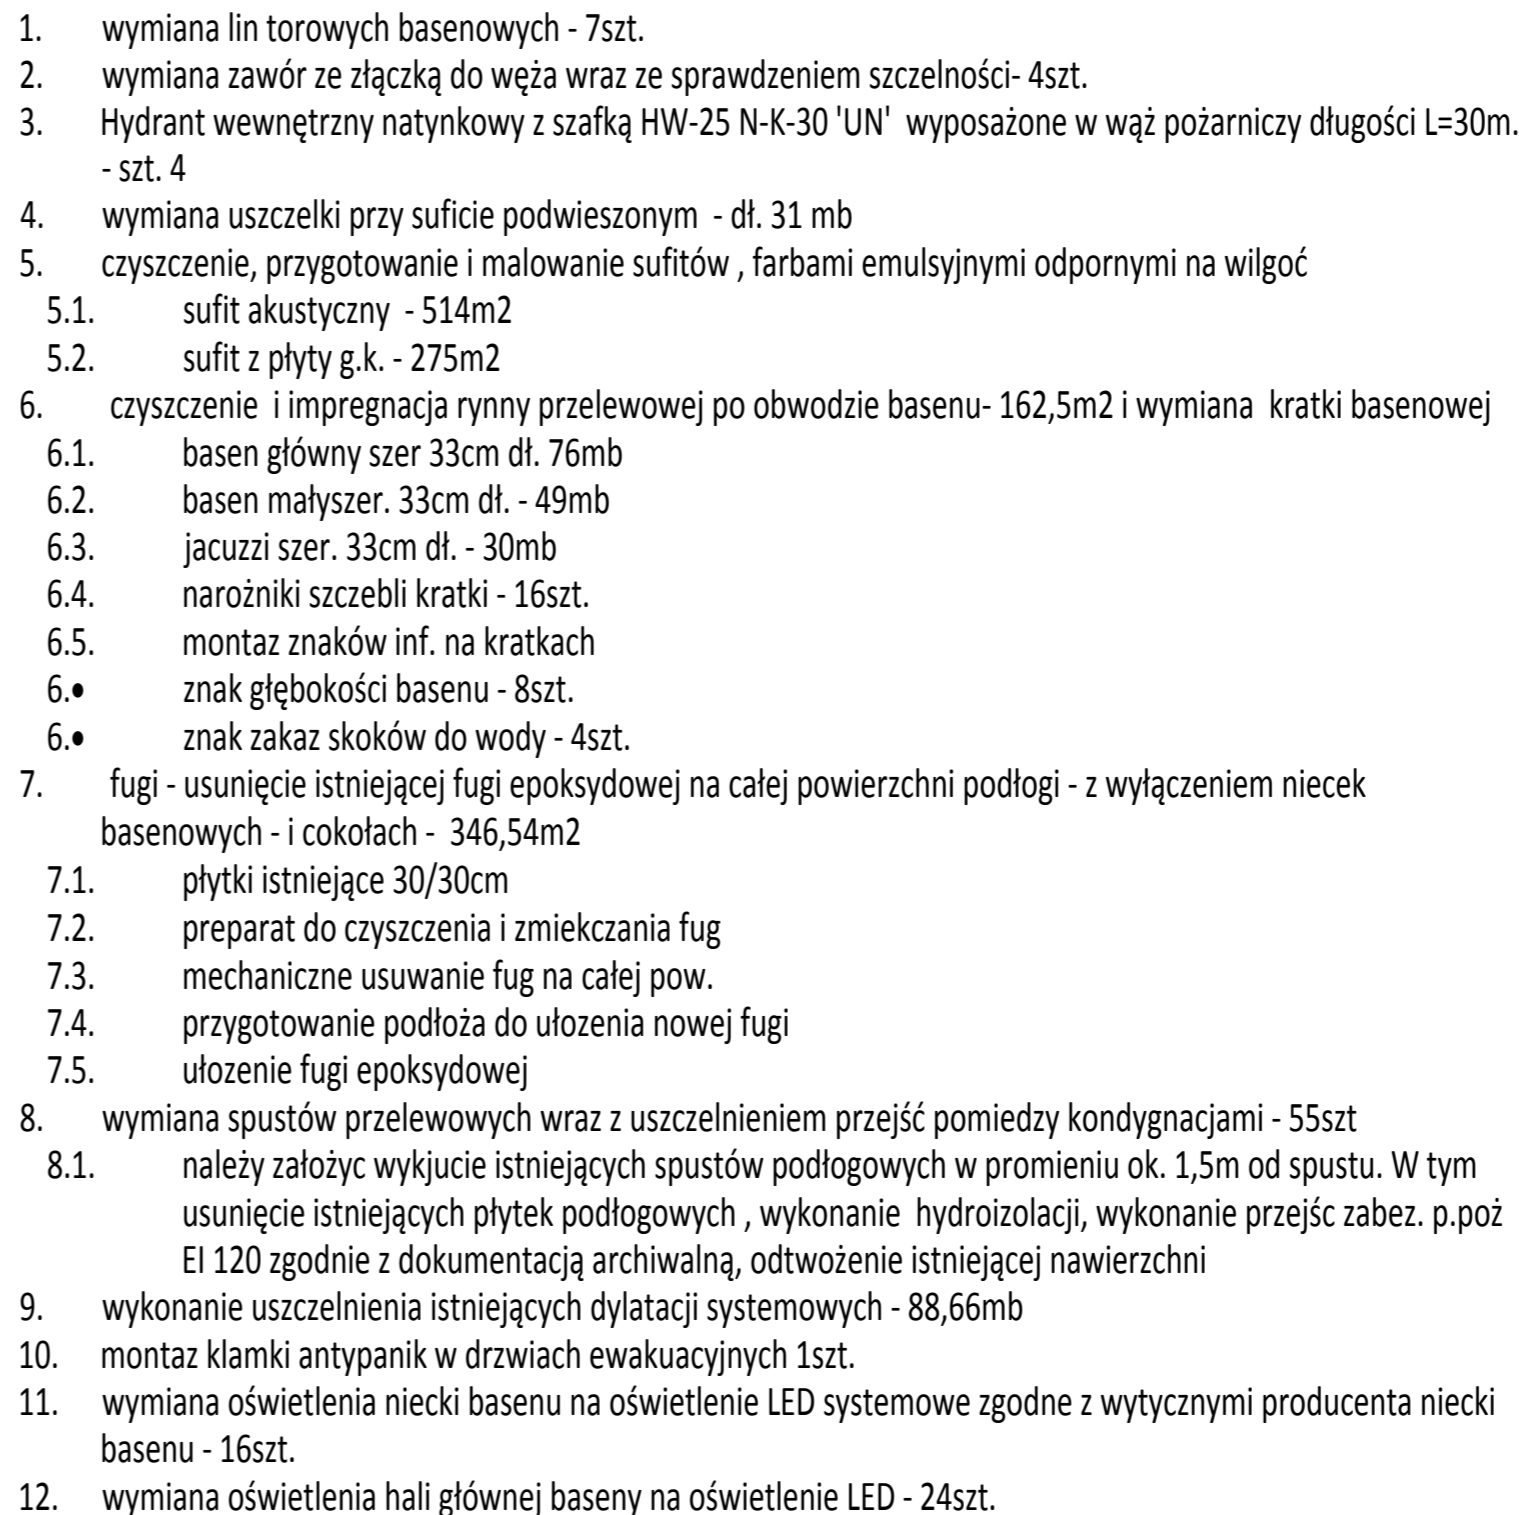 1. wymiana lin torowych basenowych - 7szt.
2. wymiana zawór ze złączką do węża wraz ze sprawdzeniem szczelności- 4szt.
3. Hydrant wewnętrzny natynkowy z szafką HW-25 N-K-30 'UN' wyposażone w wąż pożarniczy długości L=30m.
- szt. 4
4. wymiana uszczelki przy suficie podwieszonym - dł. 31 mb
5. czyszczenie, przygotowanie i malowanie sufitów , farbami emulsyjnymi odpornymi na wilgoć
5.1. sufit akustyczny - 514m2
5.2. sufit z płyty g.k. - 275m2
6. czyszczenie i impregnacja rynny przelewowej po obwodzie basenu- 162,5m2 i wymiana kratki basenowej
6.1. basen główny szer 33cm dł. 76mb
6.2. basen małyszer. 33cm dł. - 49mb
6.3. jacuzzi szer. 33cm dł. - 30mb
6.4. narożniki szczebli kratki - 16szt.
6.5. montaz znaków inf. na kratkach
6.• znak głębokości basenu - 8szt.
6.• znak zakaz skoków do wody - 4szt.
7. fugi - usunięcie istniejącej fugi epoksydowej na całej powierzchni podłogi - z wyłączeniem niecek
basenowych - i cokołach - 346,54m2
7.1. płytki istniejące 30/30cm
7.2. preparat do czyszczenia i zmiekczania fug
7.3. mechaniczne usuwanie fug na całej pow.
7.4. przygotowanie podłoża do ułozenia nowej fugi
7.5. ułozenie fugi epoksydowej
8. wymiana spustów przelewowych wraz z uszczelnieniem przejść pomiedzy kondygnacjami - 55szt
8.1. należy założyc wykjucie istniejących spustów podłogowych w promieniu ok. 1,5m od spustu. W tym
usunięcie istniejących płytek podłogowych , wykonanie hydroizolacji, wykonanie przejśc zabez. p.poż
EI 120 zgodnie z dokumentacją archiwalną, odtwożenie istniejącej nawierzchni
9. wykonanie uszczelnienia istniejących dylatacji systemowych - 88,66mb
10. montaz klamki antypanik w drzwiach ewakuacyjnych 1szt.
11. wymiana oświetlenia niecki basenu na oświetlenie LED systemowe zgodne z wytycznymi producenta niecki
basenu - 16szt.
12. wymiana oświetlenia hali głównej baseny na oświetlenie LED - 24szt.